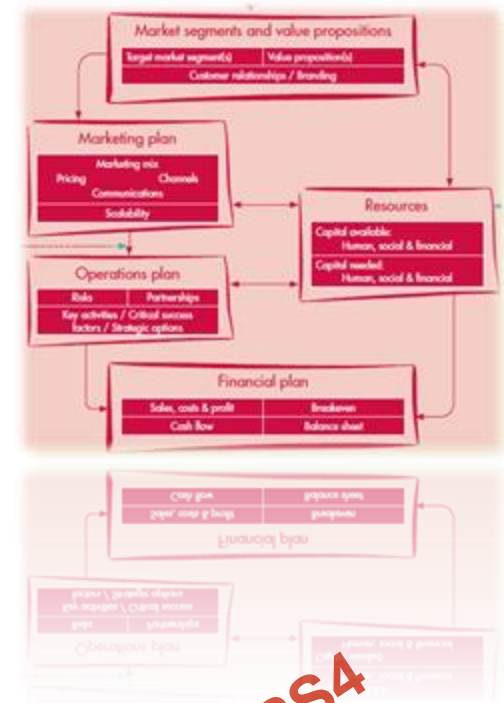 Market segments and value propositions
Target market segment(s) Value proposition(s)
Customer relationships / Branding
Marketing plan
Marketing mix
Pricing Channels
Communications
Scalability
Resources
Capital available:
Human, social & financial
Capital needed:
Human, social & financial
Operations plan
Risks Partnerships
Key activities / Critical success
factors / Strategic options
Financial plan
Sales, costs & profit Breakeven
Cash flow Balance sheet